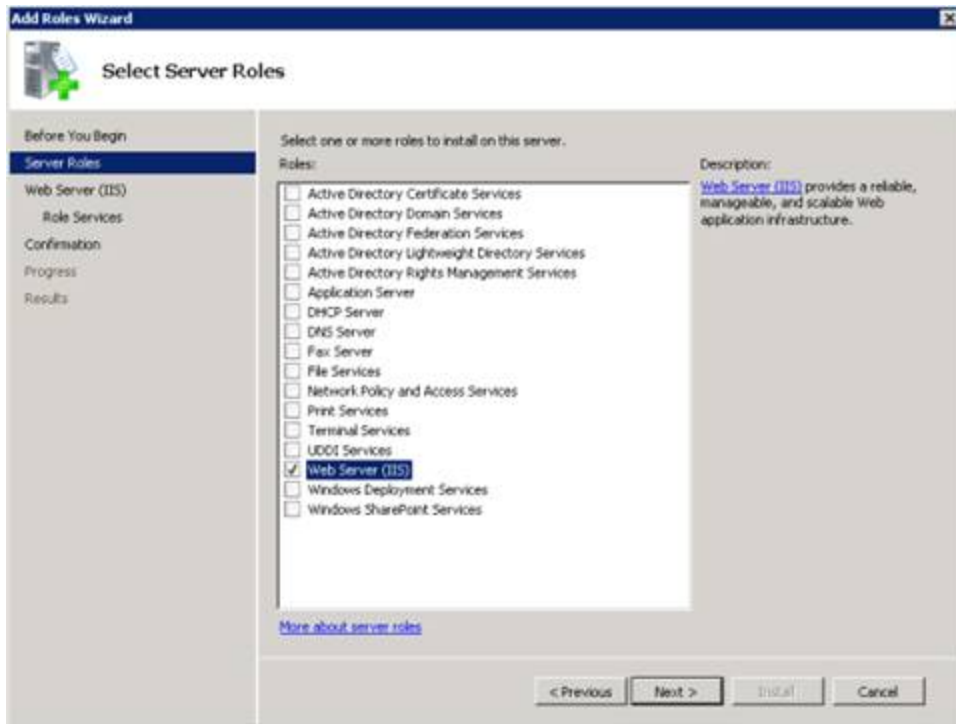 Add Roles Wizard
Select Server Roles
Before You Begin
Server Roles
Web Server (IIS)
Role Services
Confirmation
Progress
Results
Select one or more roles to install on this server.
Roles:
Active Directory Certificate Services
Active Directory Domain Services
Active Directory Federation Services
Active Directory Lightweight Directory Services
Active Directory Rights Management Services
Application Server
DHCP Server
DNS Server
Fax Server
File Services
Network Policy and Access Services
Print Services
Terminal Services
UDDI Services
Web Server (IIS)
Windows Deployment Services
Windows SharePoint Services
More about server roles
Description:
Web Server (IIS) provides a reliable,
manageable, and scalable Web
application infrastructure.
< Previous
Next >
Install
Cancel